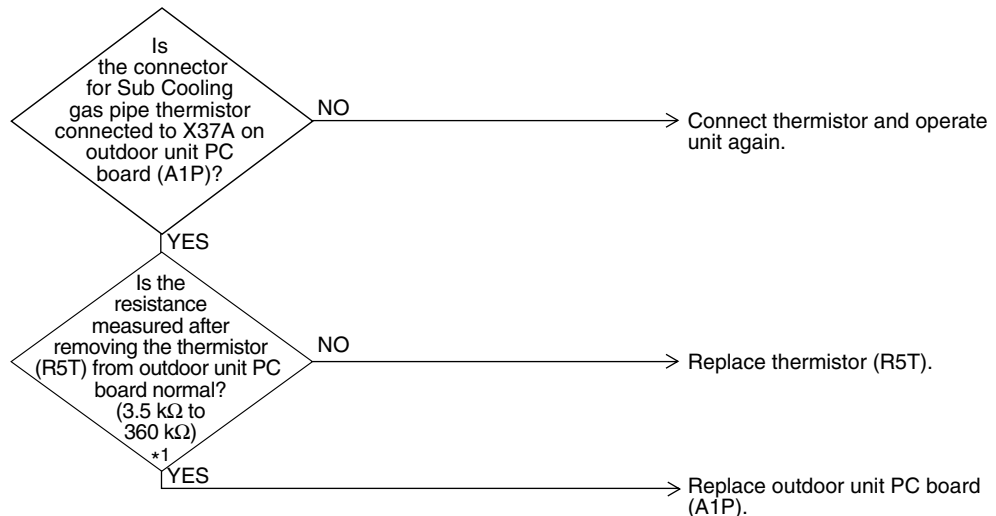 Is
the connector
for Sub Cooling
gas pipe thermistor
connected to X37A on
outdoor unit PC
board (A1P)?
NO
Connect thermistor and operate
unit again.
YES
Is the
resistance
measured after
removing the thermistor
(R5T) from outdoor unit PC
board normal?
(3.5 kΩ to
360 kΩ)
*1
NO
Replace thermistor (R5T).
YES
Replace outdoor unit PC board
(A1P).